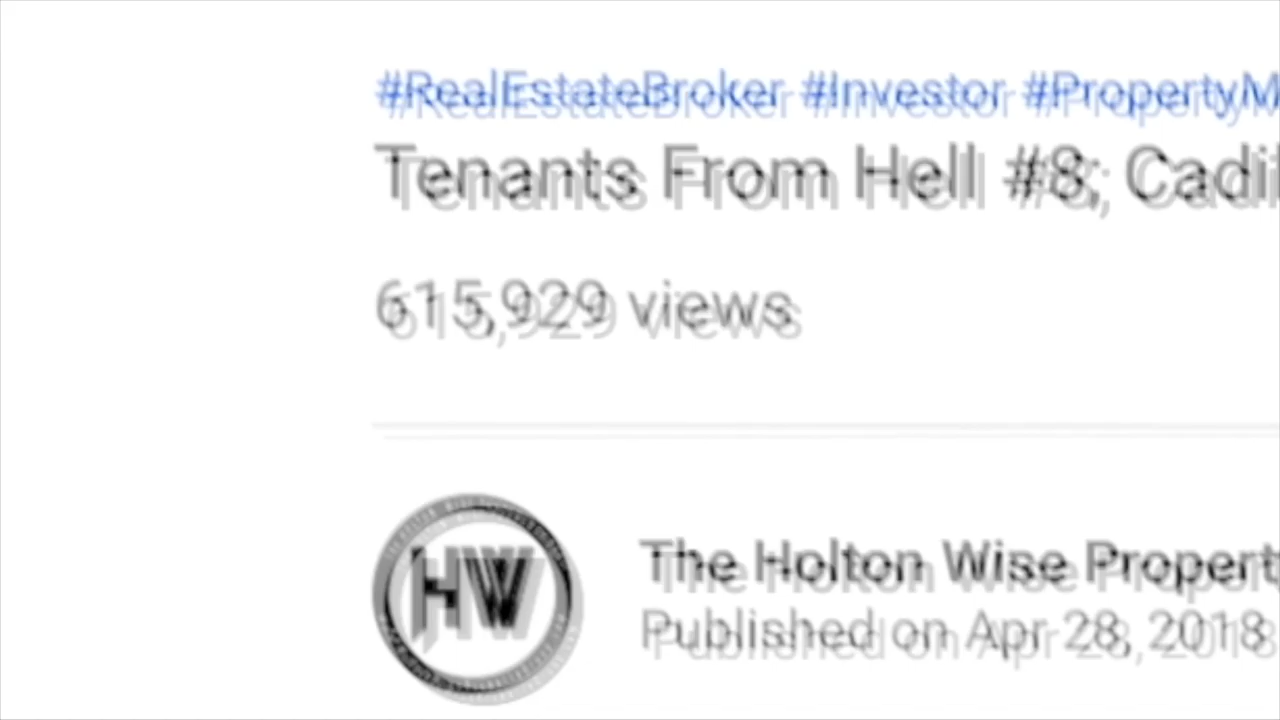 #RealEstateBroker #Investor #PropertyM
Tenants From Hell #8; Cadil
615,929 views
HW
The Holton Wise Propert
Published on Apr 28, 2018